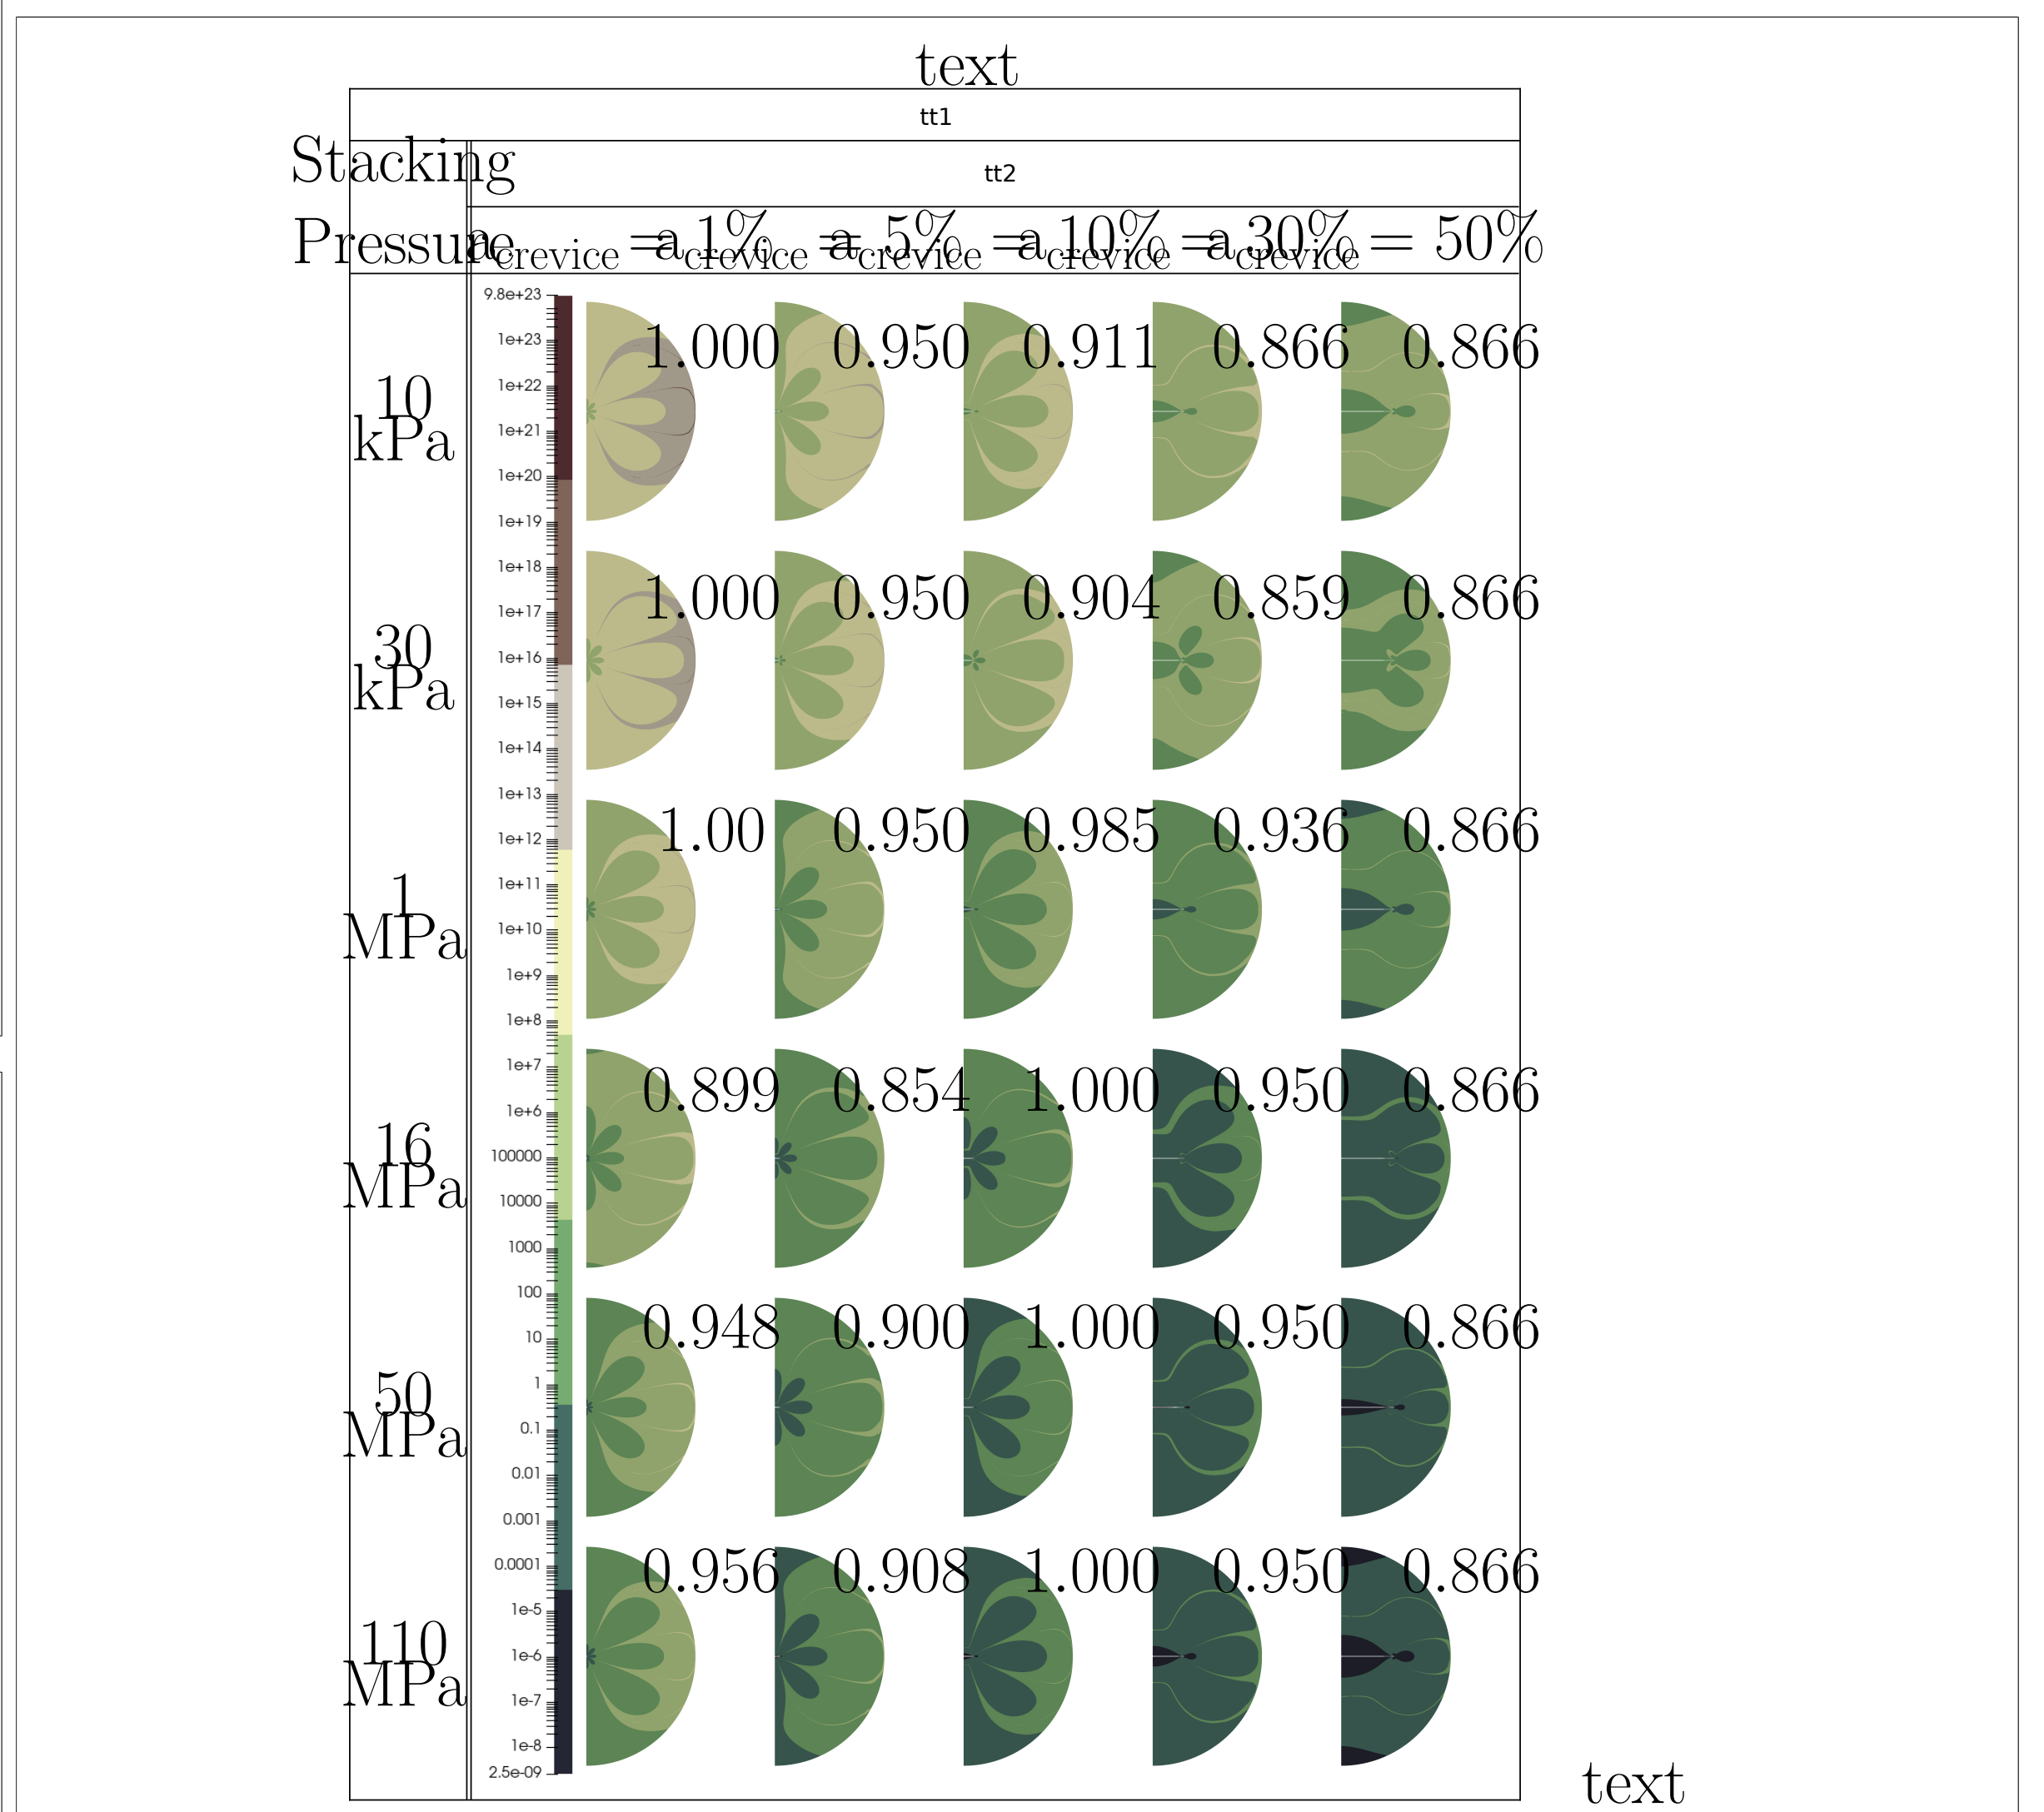 text
tt1
Stacking
tt2
Pressure a_crevice = 1% a_crevice = 5% a_crevice = 10% a_crevice = 30% a_crevice = 50%
9.8e+23
1.000 0.950 0.911 0.866 0.866
1e+23
1e+22
10
kPa
1e+21
1e+20
1e+19
1e+18
1.000 0.950 0.904 0.859 0.866
1e+17
30
kPa
1e+16
1e+15
1e+14
1e+13
1.00 0.950 0.985 0.936 0.866
1e+12
1e+11
1
MPa
1e+10
1e+9
1e+8
1e+7
0.899 0.854 1.000 0.950 0.866
1e+6
16
MPa
100000
10000
1000
100
0.948 0.900 1.000 0.950 0.866
10
1
50
MPa
0.1
0.01
0.001
0.0001
0.956 0.908 1.000 0.950 0.866
1e-5
110
MPa
1e-6
1e-7
1e-8
2.5e-09
text